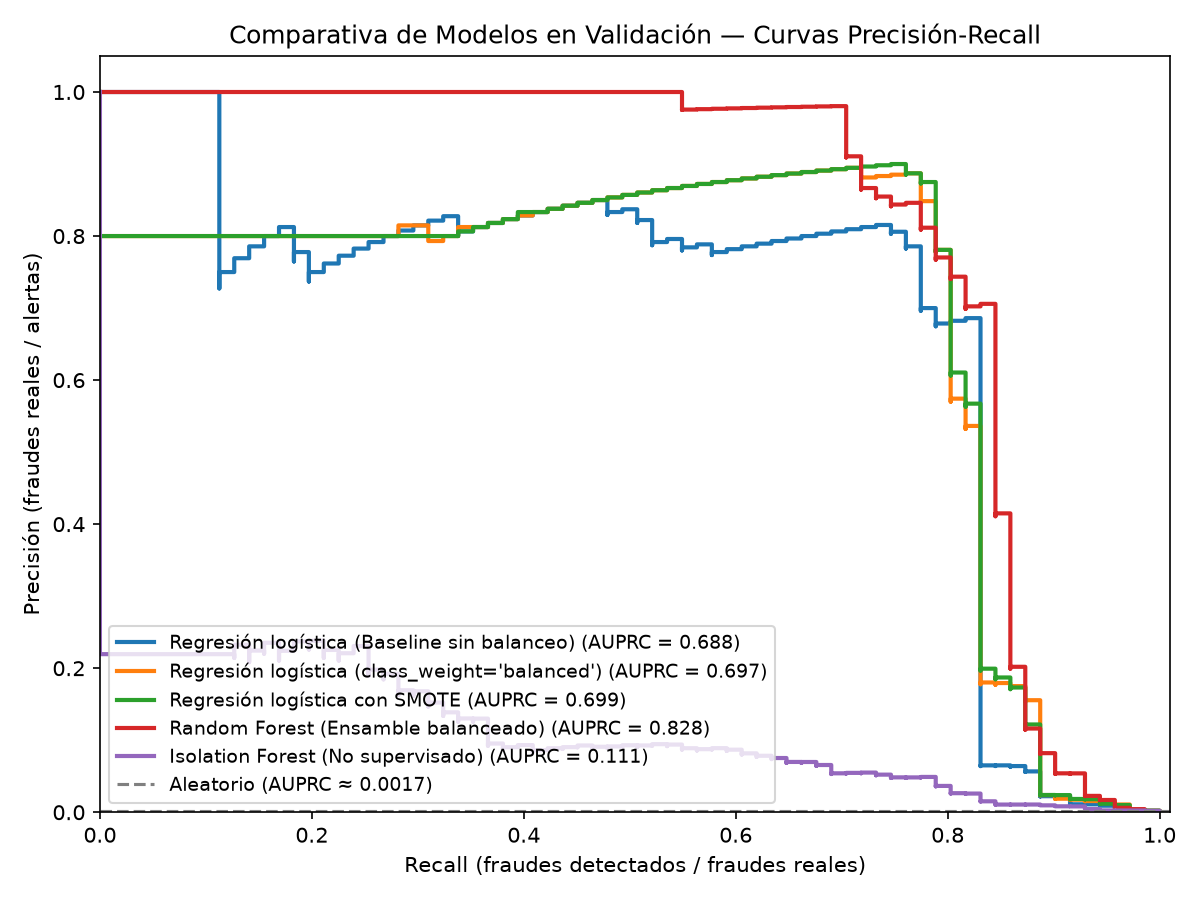 Comparativa de Modelos en Validación — Curvas Precisión-Recall
Precisión (fraudes reales / alertas)
1.0
0.8
0.6
0.4
0.2
0.0
Regresión logística (Baseline sin balanceo) (AUPRC = 0.688)
Regresión logística (class_weight='balanced') (AUPRC = 0.697)
Regresión logística con SMOTE (AUPRC = 0.699)
Random Forest (Ensamble balanceado) (AUPRC = 0.828)
Isolation Forest (No supervisado) (AUPRC = 0.111)
Aleatorio (AUPRC ≈ 0.0017)
0.0 0.2 0.4 0.6 0.8 1.0
Recall (fraudes detectados / fraudes reales)